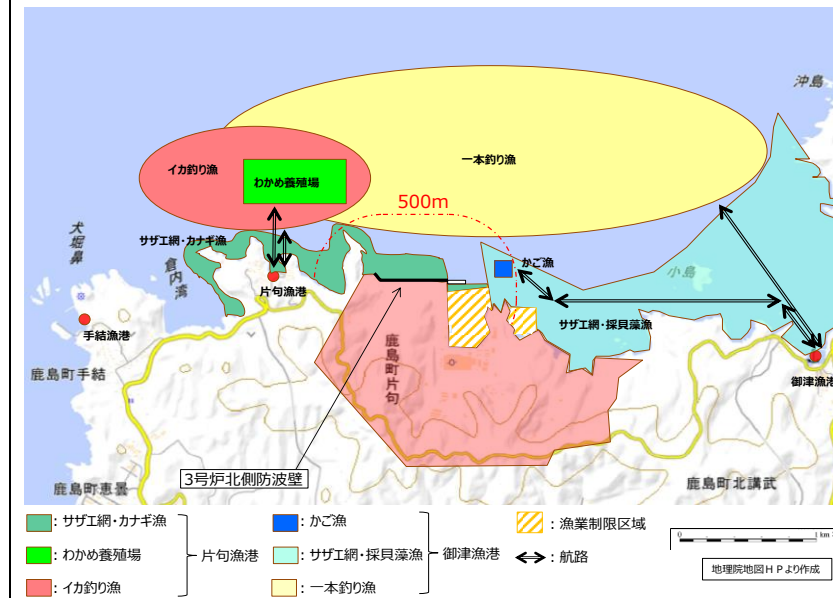 沖島
一本釣り漁
イカ釣り漁
わかめ養殖場
500m
犬堀鼻
サザエ網・カナギ漁
かご漁
倉内湾
小島
片句漁港
サザエ網・採貝藻漁
手結漁港
鹿島町片句
御津漁港
鹿島町手結
3号炉北側防波壁
鹿島町恵曇
鹿島町北講武
:サザエ網・カナギ漁
:わかめ養殖場
:イカ釣り漁
片句漁港
:かご漁
:サザエ網・採貝藻漁
:一本釣り漁
御津漁港
:漁業制限区域
:航路
0 1 km
地理院地図HPより作成